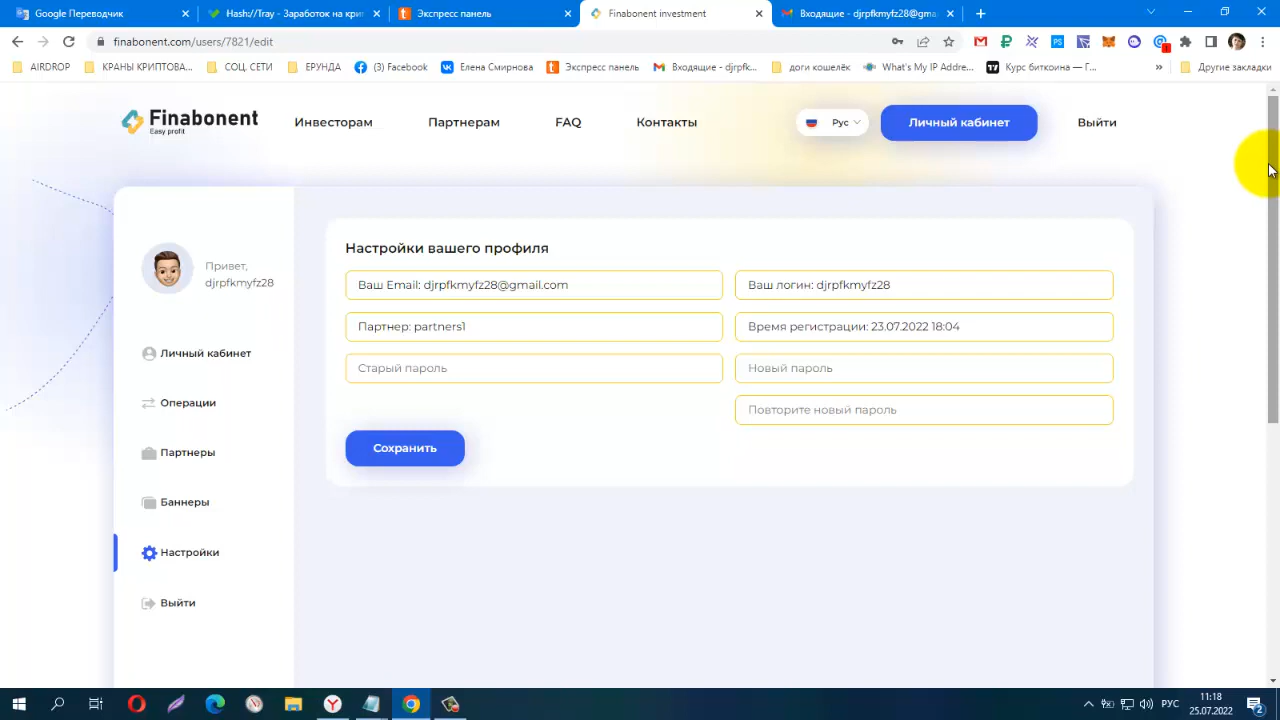 Google Переводчик
Hash://Tray - Заработок на кри
Экспресс панель
Finabonent investment
Входящие - djrpfkmyfz28@gma
finabonent.com/users/7821/edit
AIRDROP
КРАНЫ КРИПТОВА...
СОЦ. СЕТИ
ЕРУНДА
(3) Facebook
Елена Смирнова
Экспресс панель
Входящие - djrpfk...
доги кошелёк
What's My IP Addre...
Курс биткоина — Г...
»
Другие закладки
Finabonent
Easy profit
Инвесторам
Партнерам
FAQ
Контакты
Рус
Личный кабинет
Выйти
Привет,
djrpfkmyfz28
Личный кабинет
Операции
Партнеры
Баннеры
Настройки
Выйти
Настройки вашего профиля
Ваш Email: djrpfkmyfz28@gmail.com
Ваш логин: djrpfkmyfz28
Партнер: partners1
Время регистрации: 23.07.2022 18:04
Старый пароль
Новый пароль
Повторите новый пароль
Сохранить
РУС
11:18
25.07.2022
2